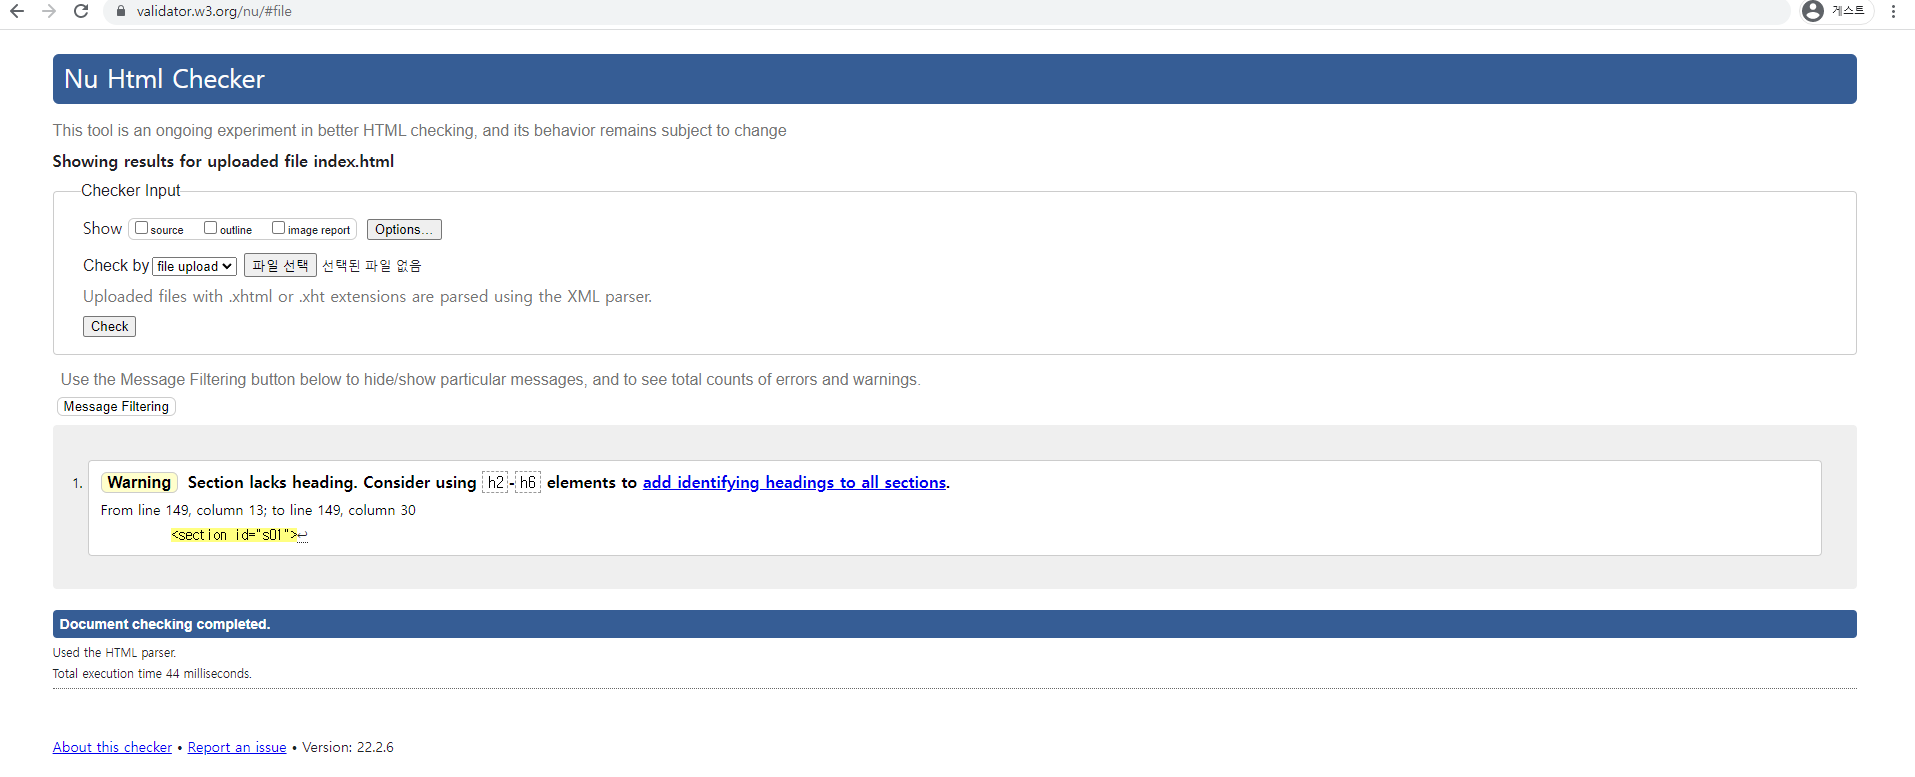 validator.w3.org/nu/#file
게스트
Nu Html Checker
This tool is an ongoing experiment in better HTML checking, and its behavior remains subject to change
Showing results for uploaded file index.html
Checker Input
Show source outline image report Options...
Check by file upload 파일 선택 선택된 파일 없음
Uploaded files with .xhtml or .xht extensions are parsed using the XML parser.
Check
Use the Message Filtering button below to hide/show particular messages, and to see total counts of errors and warnings.
Message Filtering
1. Warning Section lacks heading. Consider using h2-h6 elements to add identifying headings to all sections.
From line 149, column 13; to line 149, column 30
<section id="s01">↩
Document checking completed.
Used the HTML parser.
Total execution time 44 milliseconds.
About this checker • Report an issue • Version: 22.2.6